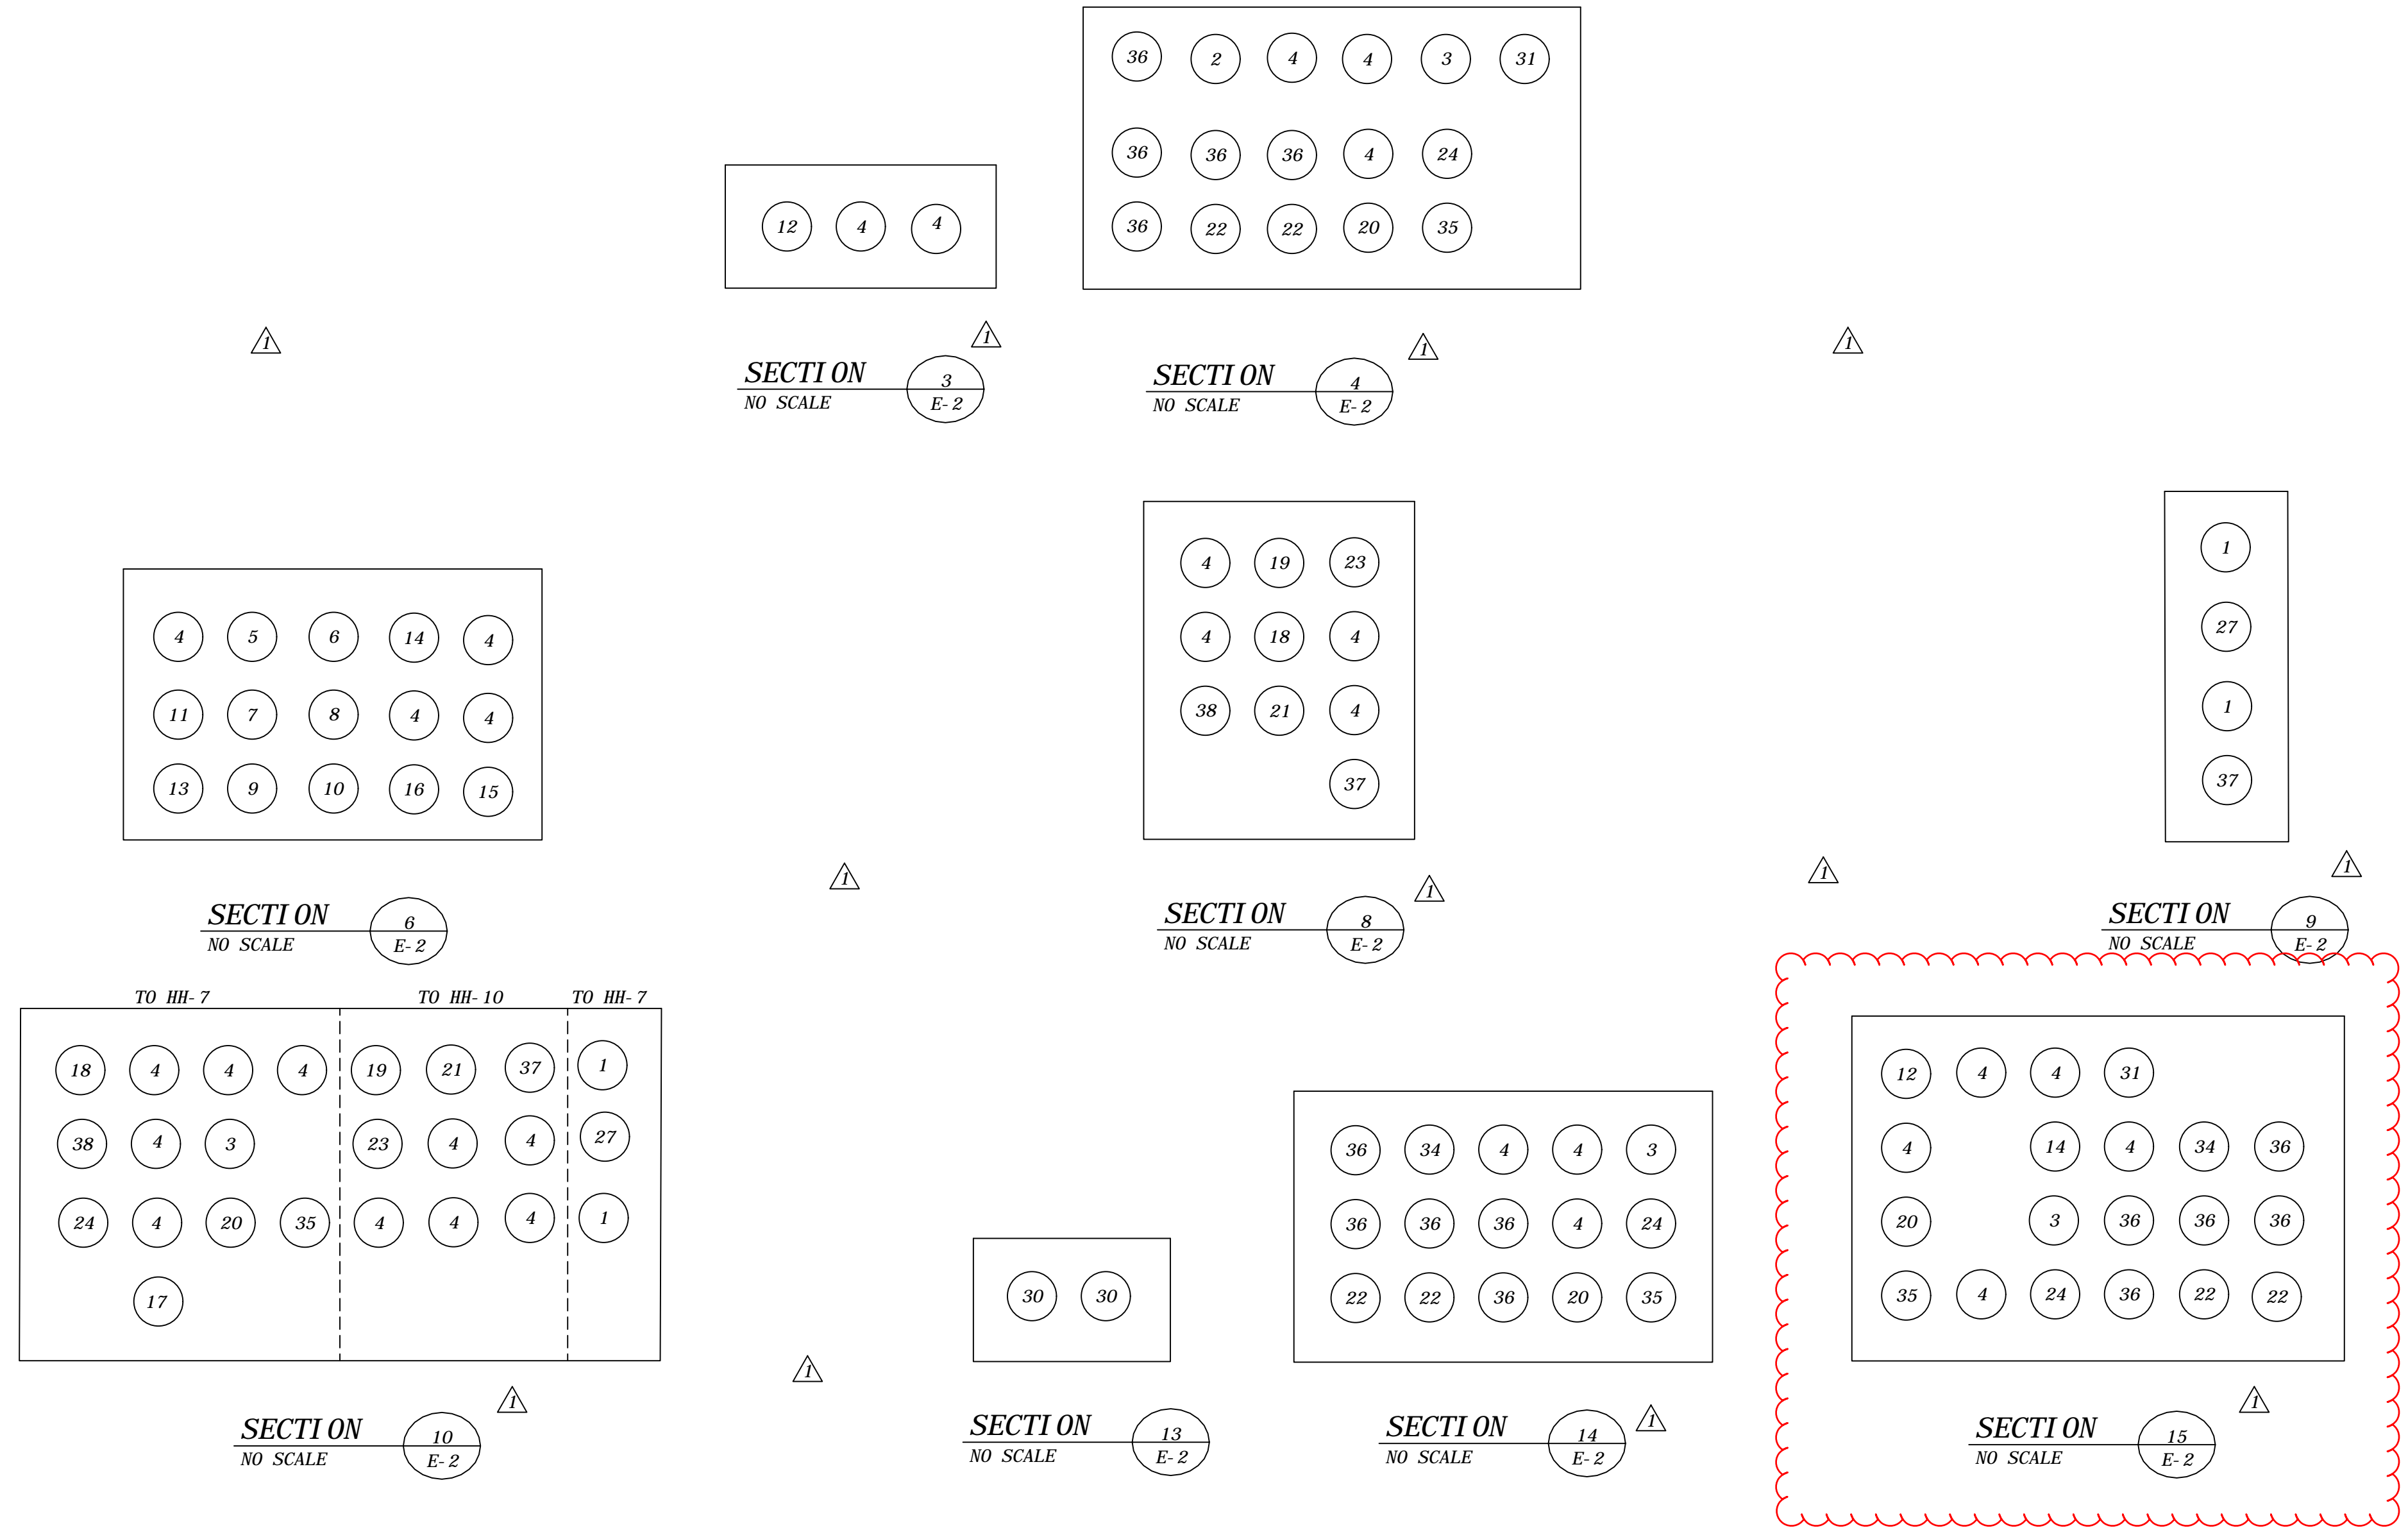 36 2 4 4 3 31
36 36 36 4 24
36 22 22 20 35
12 4 4
1
1
SECTION 3
NO SCALE E-2
1
SECTION 4
NO SCALE E-2
1
4 5 6 14 4
11 7 8 4 4
13 9 10 16 15
SECTION 6
NO SCALE E-2
1
4 19 23
4 18 4
38 21 4
37
1
SECTION 8
NO SCALE E-2
1
1
27
1
37
1
SECTION 9
NO SCALE E-2
TO HH-7 TO HH-10 TO HH-7
18 4 4 4 19 21 37 1
38 4 3 23 4 4 27
24 4 20 35 4 4 4 1
17
1
SECTION 10
NO SCALE E-2
1
30 30
SECTION 13
NO SCALE E-2
36 34 4 4 3
36 36 36 4 24
22 22 36 20 35
1
SECTION 14
NO SCALE E-2
12 4 4 31
4 14 4 34 36
20 3 36 36 36
35 4 24 36 22 22
1
SECTION 15
NO SCALE E-2